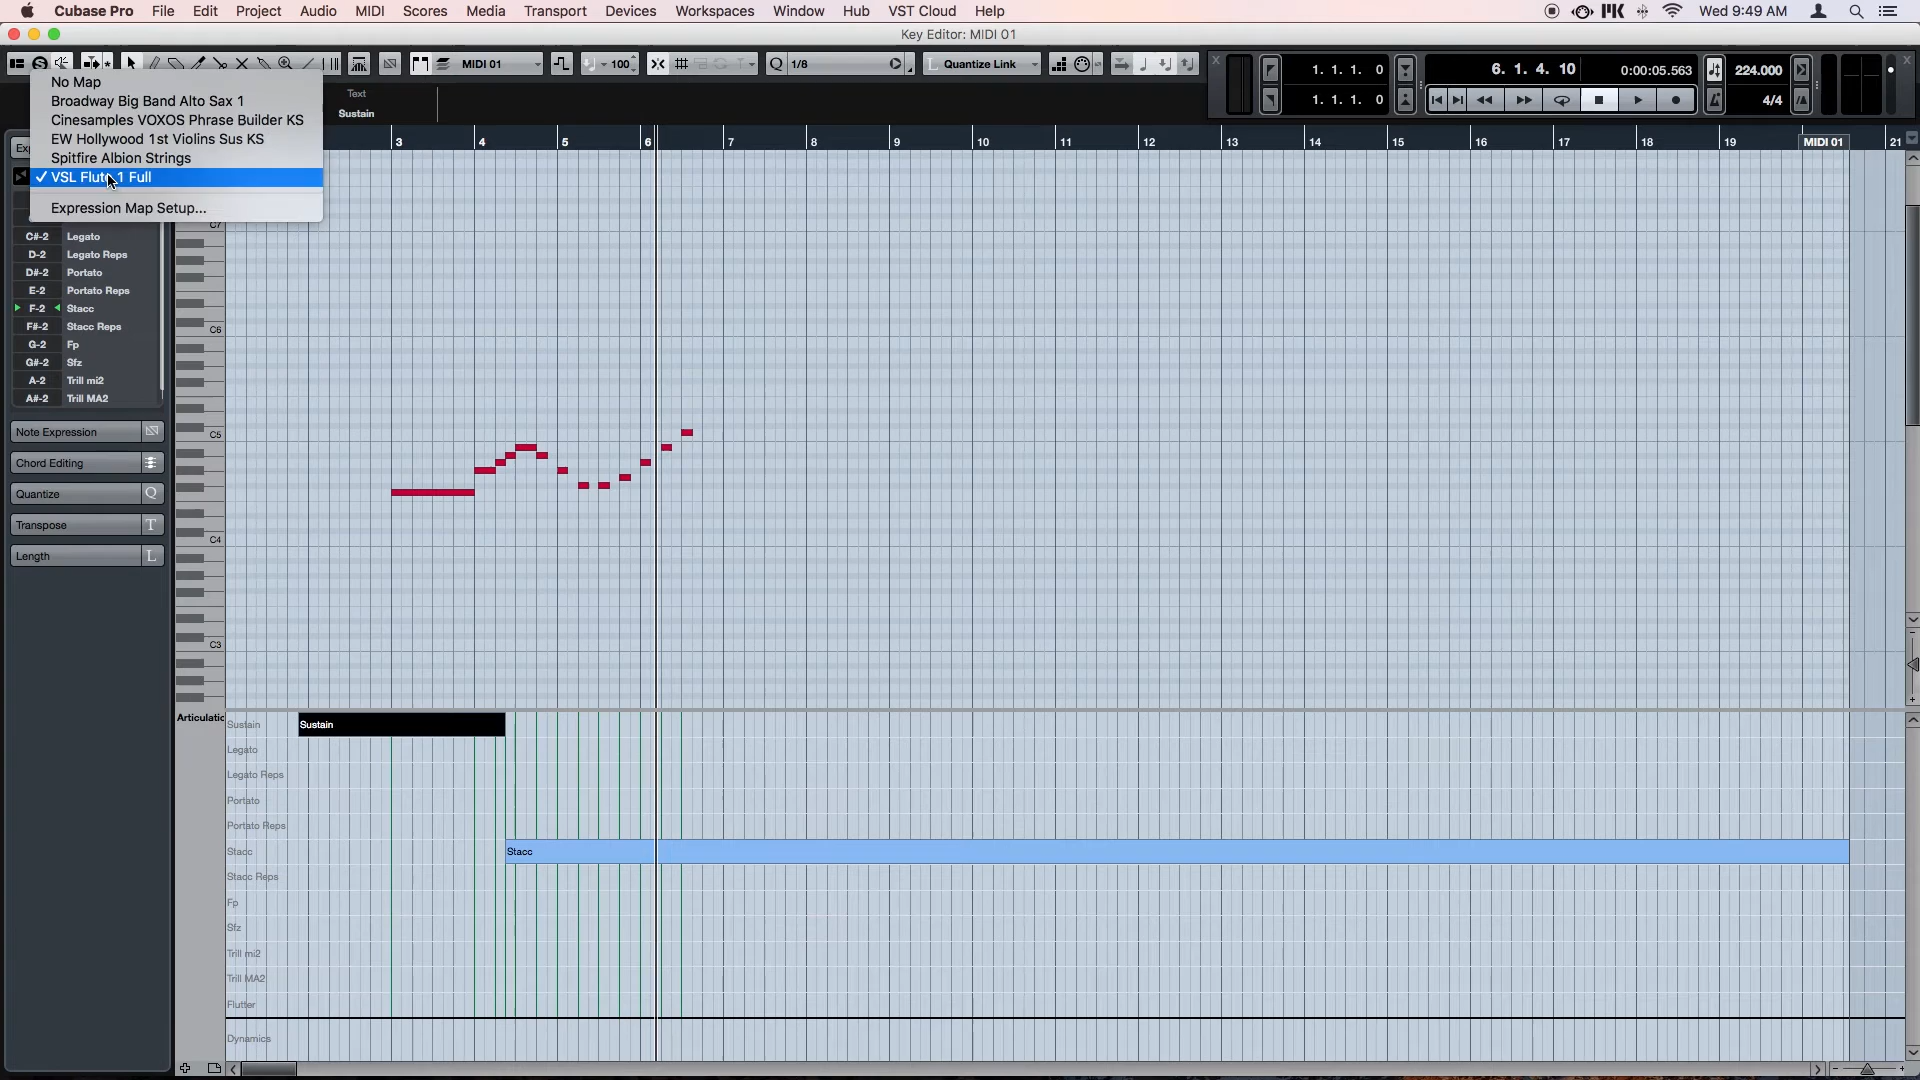 Cubase Pro File Edit Project Audio MIDI Scores Media Transport Devices Workspaces Window Hub VST Cloud Help Wed 9:49 AM
Key Editor: MIDI 01
MIDI 01 100 Q 1/8 L Quantize Link
1. 1. 1. 0 6. 1. 4. 10 0:00:05.563 224.000
1. 1. 1. 0 4/4
Text
Sustain
No Map
Broadway Big Band Alto Sax 1
Cinesamples VOXOS Phrase Builder KS
EW Hollywood 1st Violins Sus KS
Spitfire Albion Strings
✓ VSL Flute 1 Full
Expression Map Setup...
3 4 5 6 7 8 9 10 11 12 13 14 15 16 17 18 19 MIDI 01 21
C#-2 Legato
D-2 Legato Reps
D#-2 Portato
E-2 Portato Reps
F-2 Stacc
F#-2 Stacc Reps
G-2 Fp
G#-2 Sfz
A-2 Trill mi2
A#-2 Trill MA2
Note Expression
Chord Editing
Quantize Q
Transpose T
Length L
C7
C6
C5
C4
C3
Articulatio
Sustain Sustain
Legato
Legato Reps
Portato
Portato Reps
Stacc Stacc
Stacc Reps
Fp
Sfz
Trill mi2
Trill MA2
Flutter
Dynamics